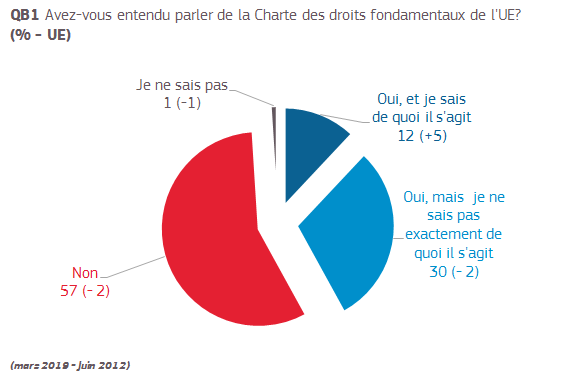 QB1 Avez-vous entendu parler de la Charte des droits fondamentaux de l'UE?
(% - UE)
Je ne sais pas
1 (-1)
Oui, et je sais
de quoi il s'agit
12 (+5)
Oui, mais je ne
sais pas
exactement de
quoi il s'agit
30 (- 2)
Non
57 (- 2)
(mars 2019 - juin 2012)